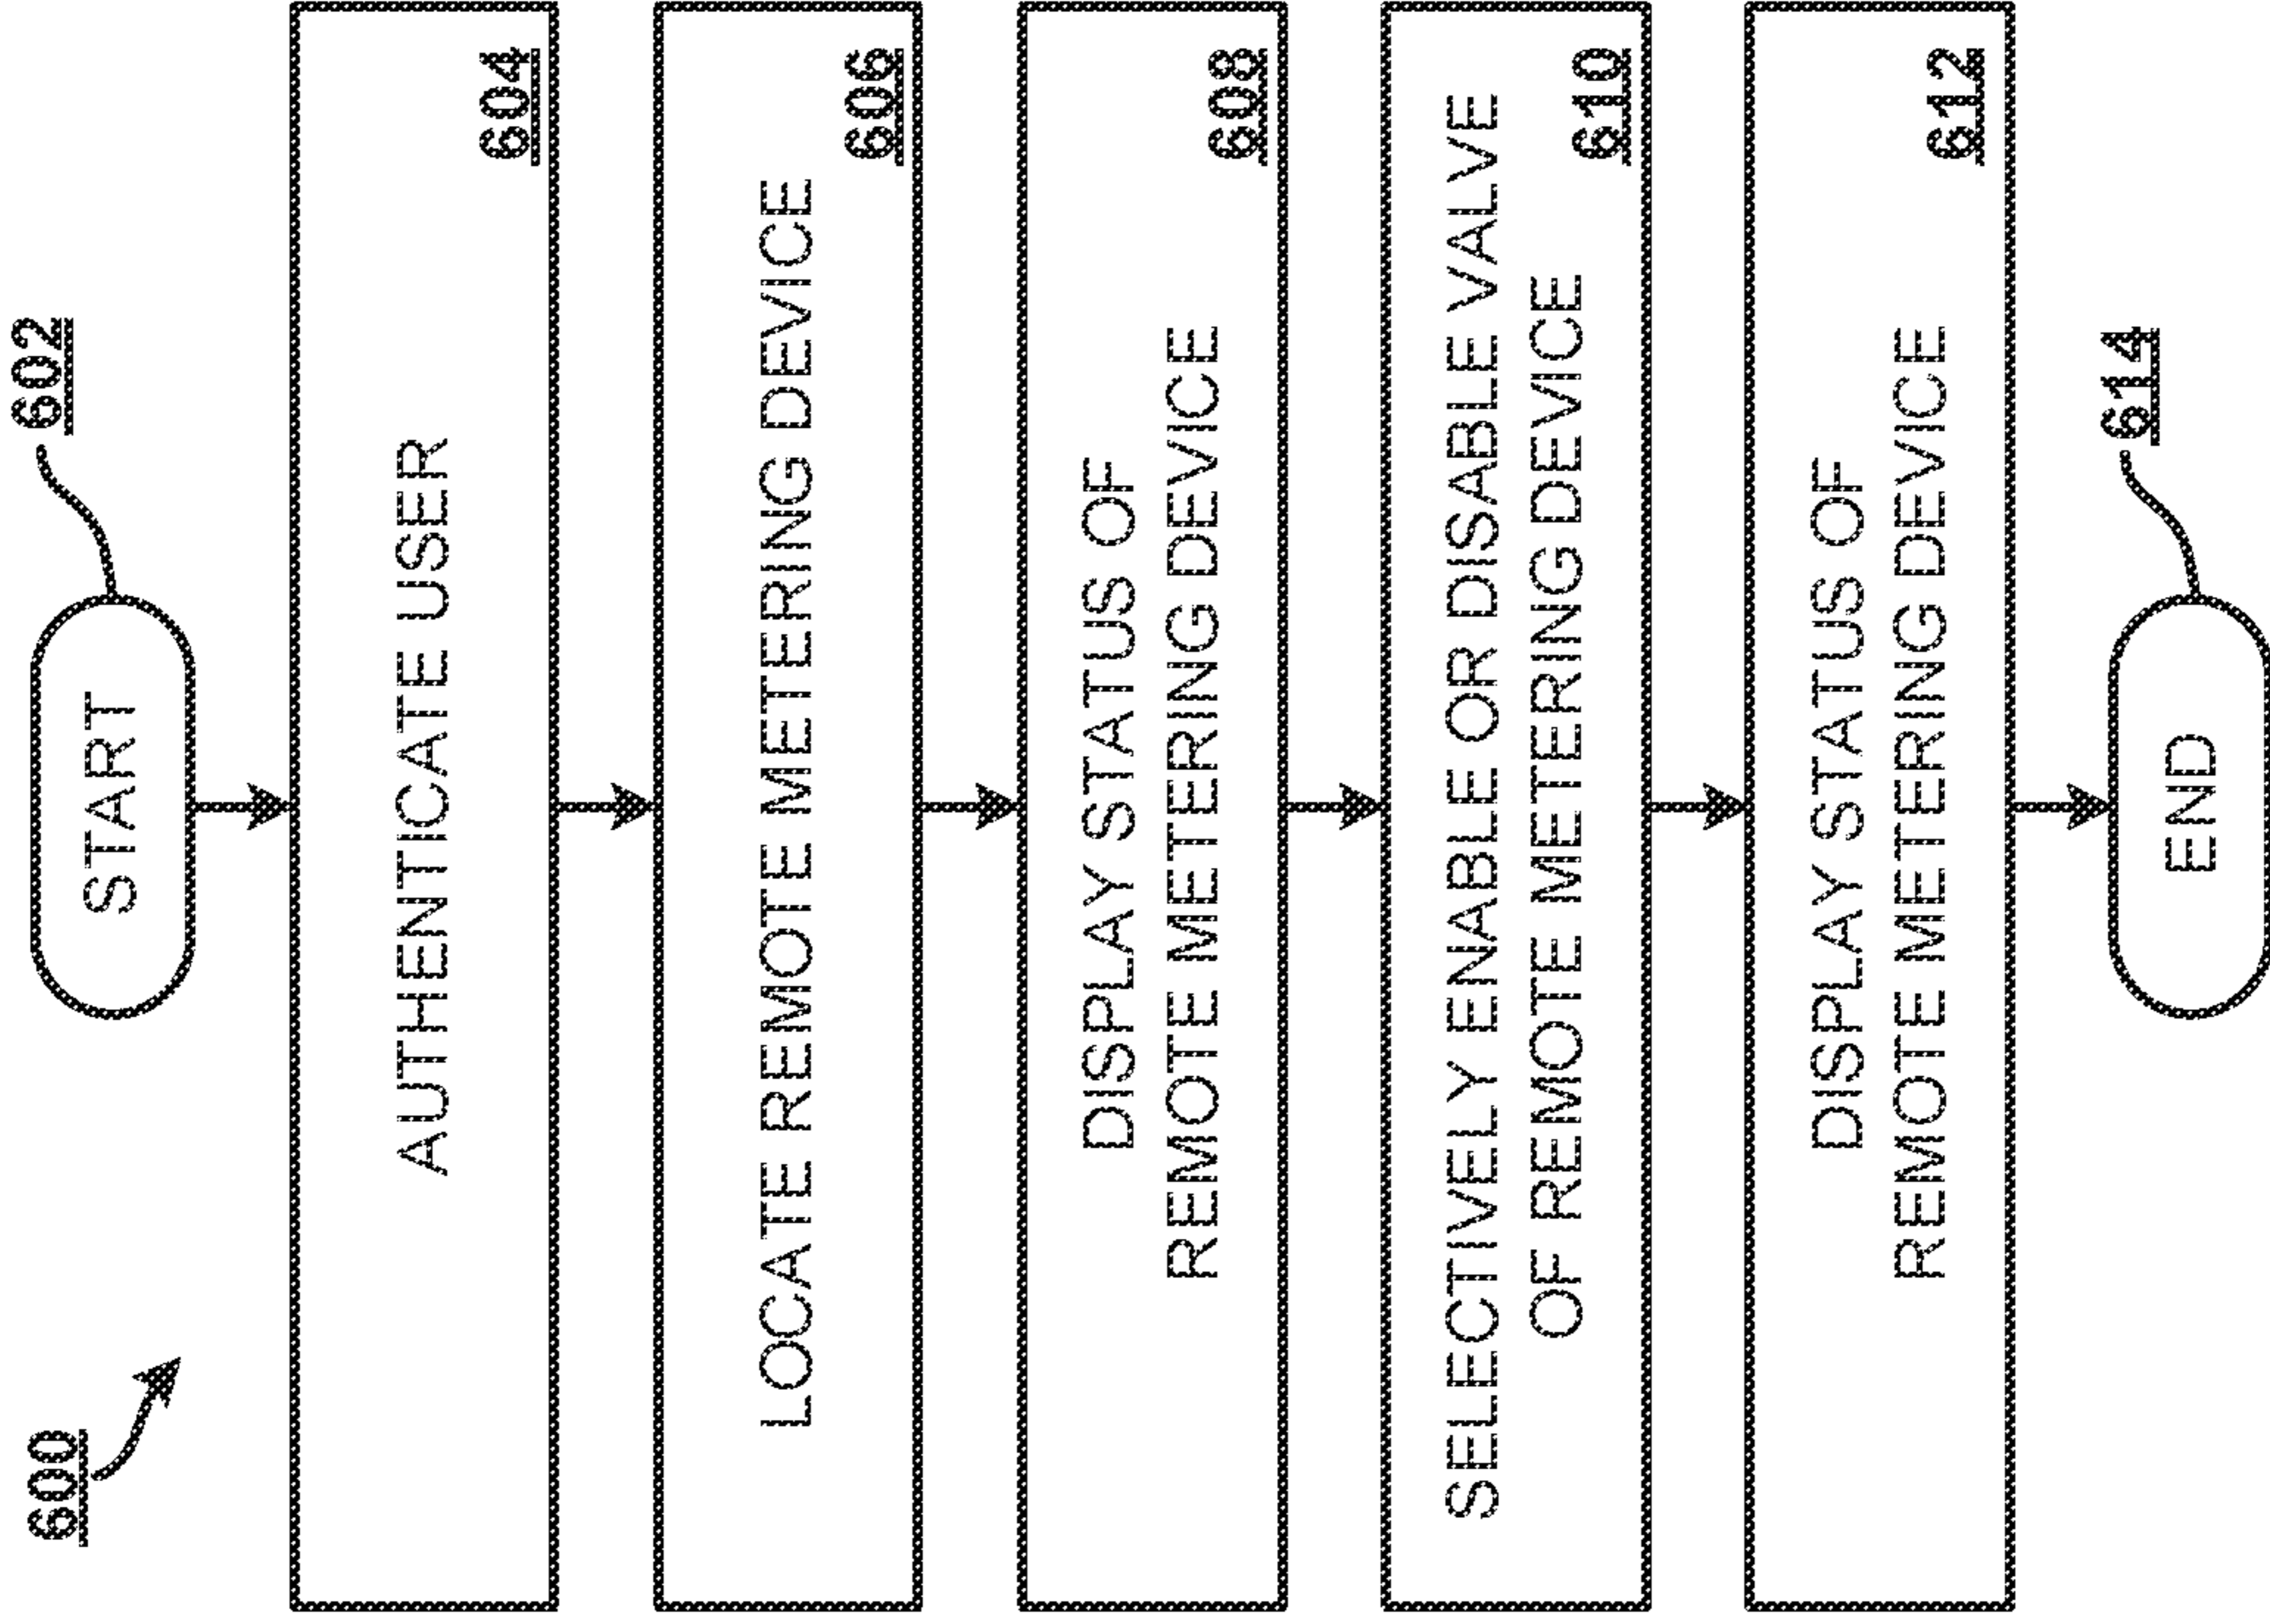 600
602
START
AUTHENTICATE USER
604
LOCATE REMOTE METERING DEVICE
606
DISPLAY STATUS OF
REMOTE METERING DEVICE
608
SELECTIVELY ENABLE OR DISABLE VALVE
OF REMOTE METERING DEVICE
610
DISPLAY STATUS OF
REMOTE METERING DEVICE
612
614
END